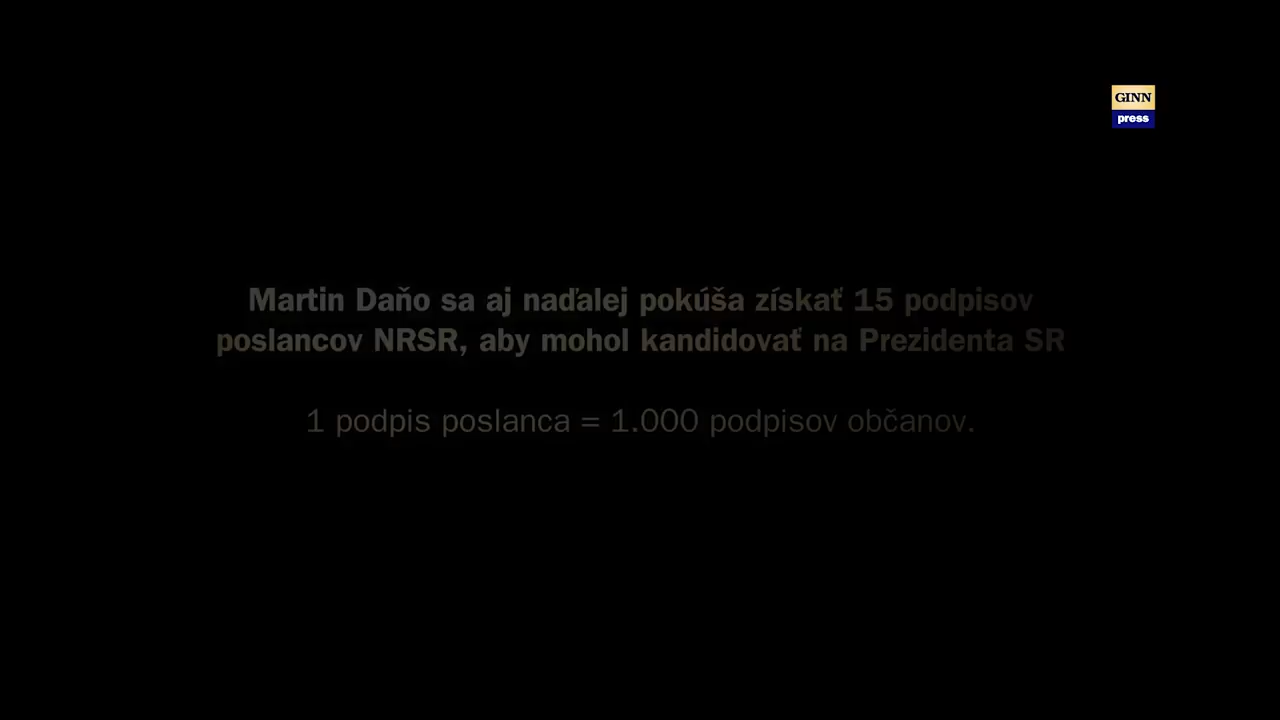 GINN
press
Martin Daňo sa aj naďalej pokúša získať 15 podpisov
poslancov NRSR, aby mohol kandidovať na Prezidenta SR
1 podpis poslanca = 1.000 podpisov občanov.